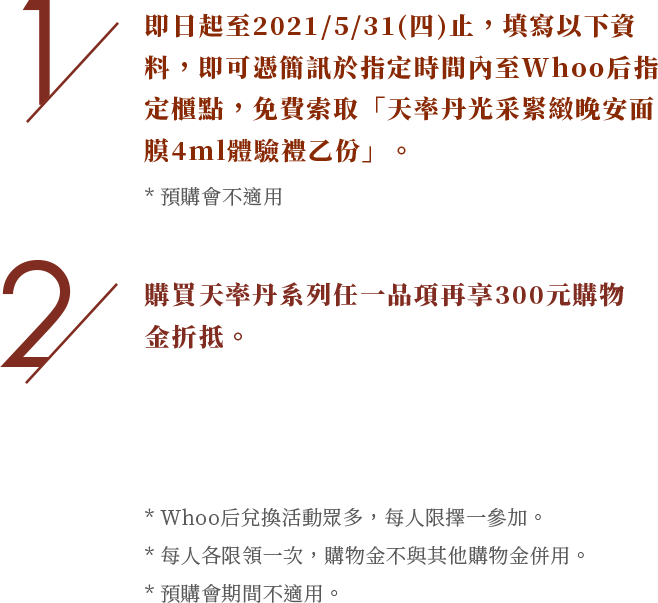 1
即日起至2021/5/31(四)止，填寫以下資
料，即可憑簡訊於指定時間內至Whoo后指
定櫃點，免費索取「天率丹光采緊緻晚安面
膜4ml體驗禮乙份」。
* 預購會不適用
2
購買天率丹系列任一品項再享300元購物
金折抵。
* Whoo后兌換活動眾多，每人限擇一參加。
* 每人各限領一次，購物金不與其他購物金併用。
* 預購會期間不適用。